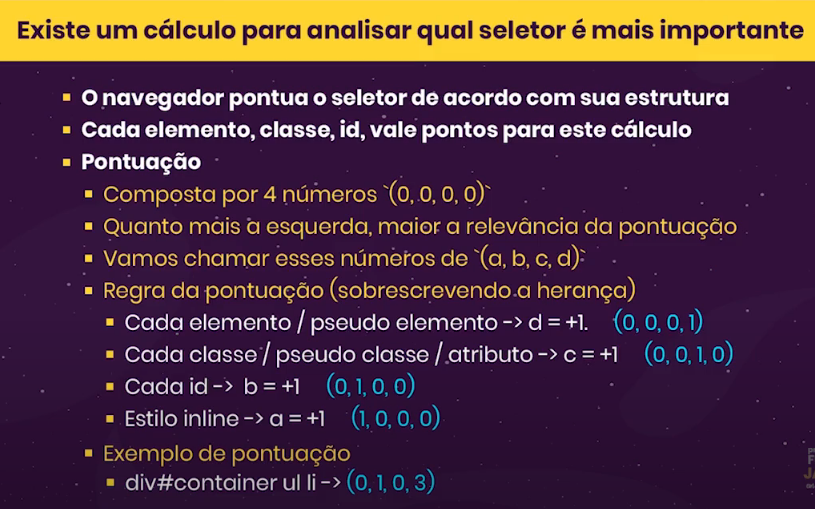 Existe um cálculo para analisar qual seletor é mais importante
O navegador pontua o seletor de acordo com sua estrutura
Cada elemento, classe, id, vale pontos para este cálculo
Pontuação
Composta por 4 números `(0, 0, 0, 0)`
Quanto mais a esquerda, maior a relevância da pontuação
Vamos chamar esses números de `(a, b, c, d)`
Regra da pontuação (sobrescrevendo a herança)
Cada elemento / pseudo elemento -> d = +1. (0, 0, 0, 1)
Cada classe / pseudo classe / atributo -> c = +1 (0, 0, 1, 0)
Cada id -> b = +1 (0, 1, 0, 0)
Estilo inline -> a = +1 (1, 0, 0, 0)
Exemplo de pontuação
div#container ul li -> (0, 1, 0, 3)